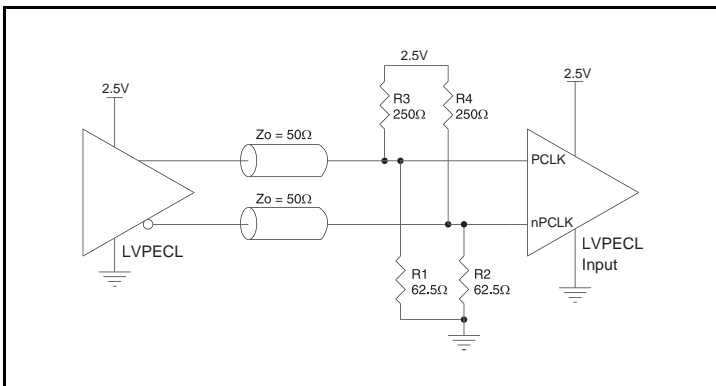 2.5V
2.5V
2.5V
R3
250Ω
R4
250Ω
Zo = 50Ω
PCLK
Zo = 50Ω
nPCLK
LVPECL
LVPECL
Input
R1
62.5Ω
R2
62.5Ω